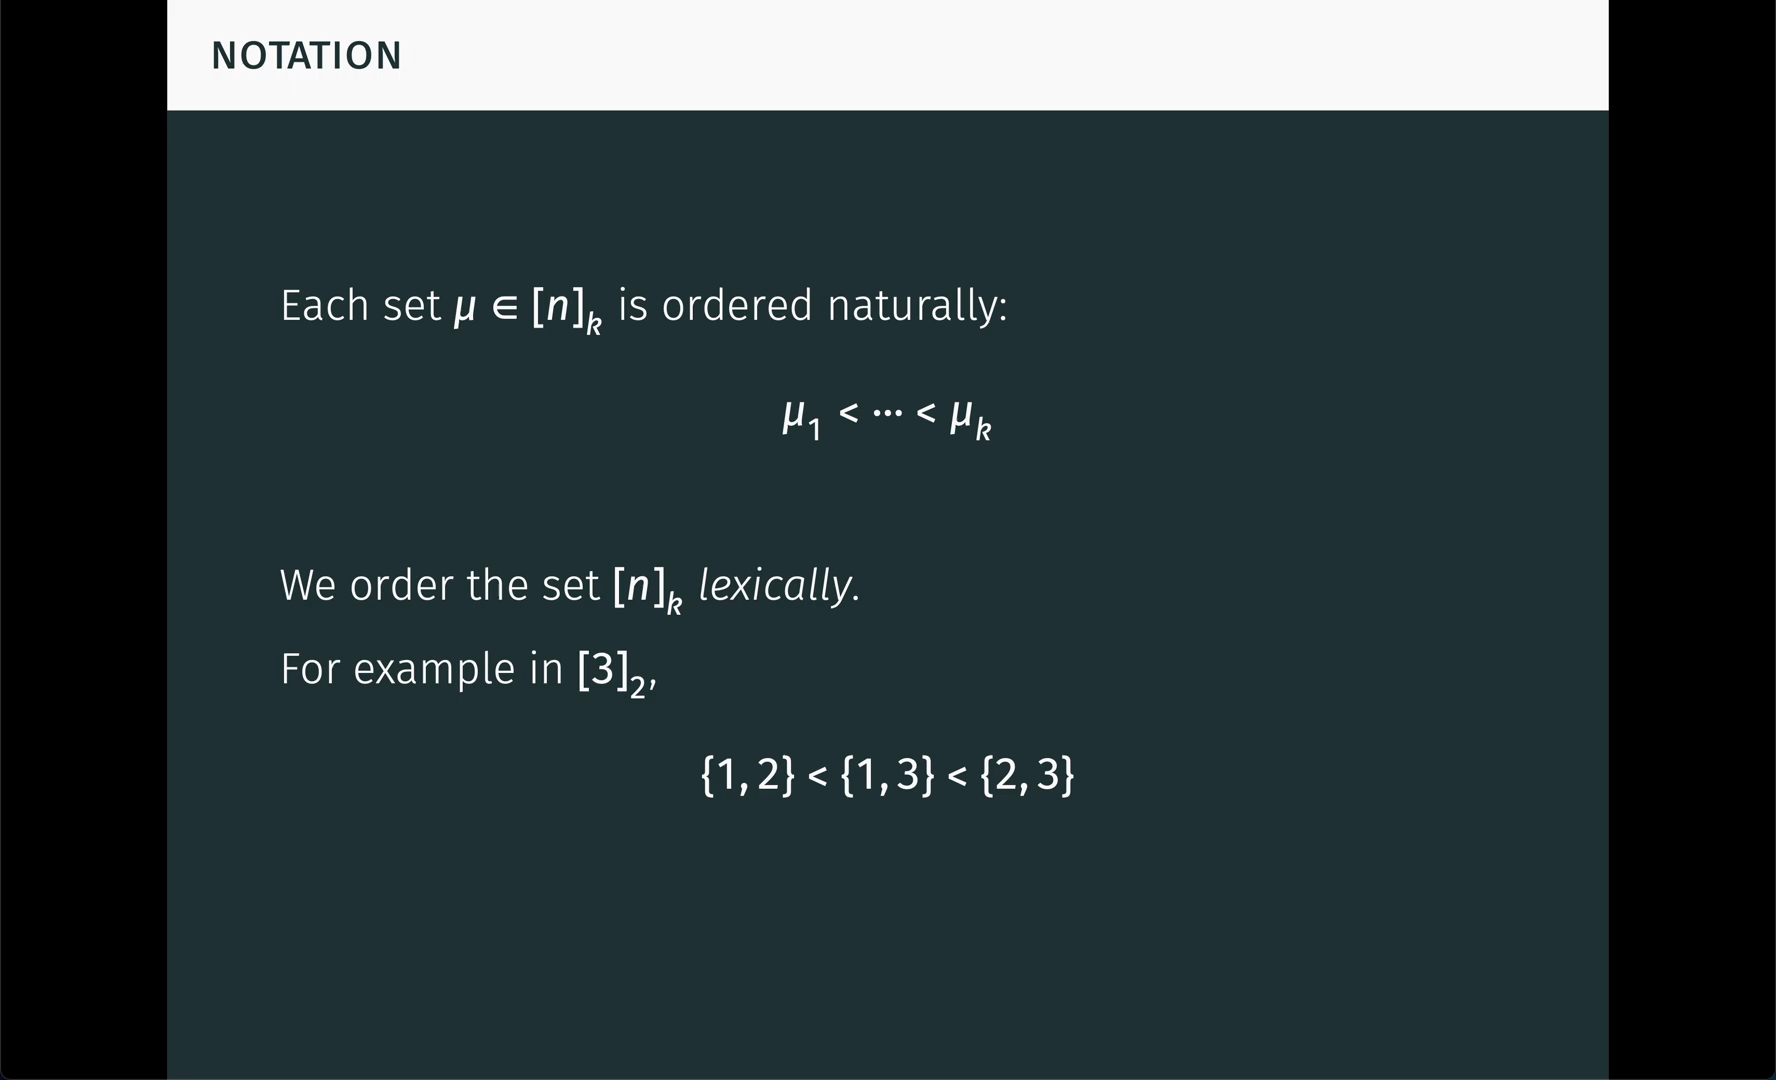 NOTATION
Each set μ ∈ [n]ₖ is ordered naturally:
μ₁ < ··· < μₖ
We order the set [n]ₖ lexically.
For example in [3]₂,
{1, 2} < {1, 3} < {2, 3}